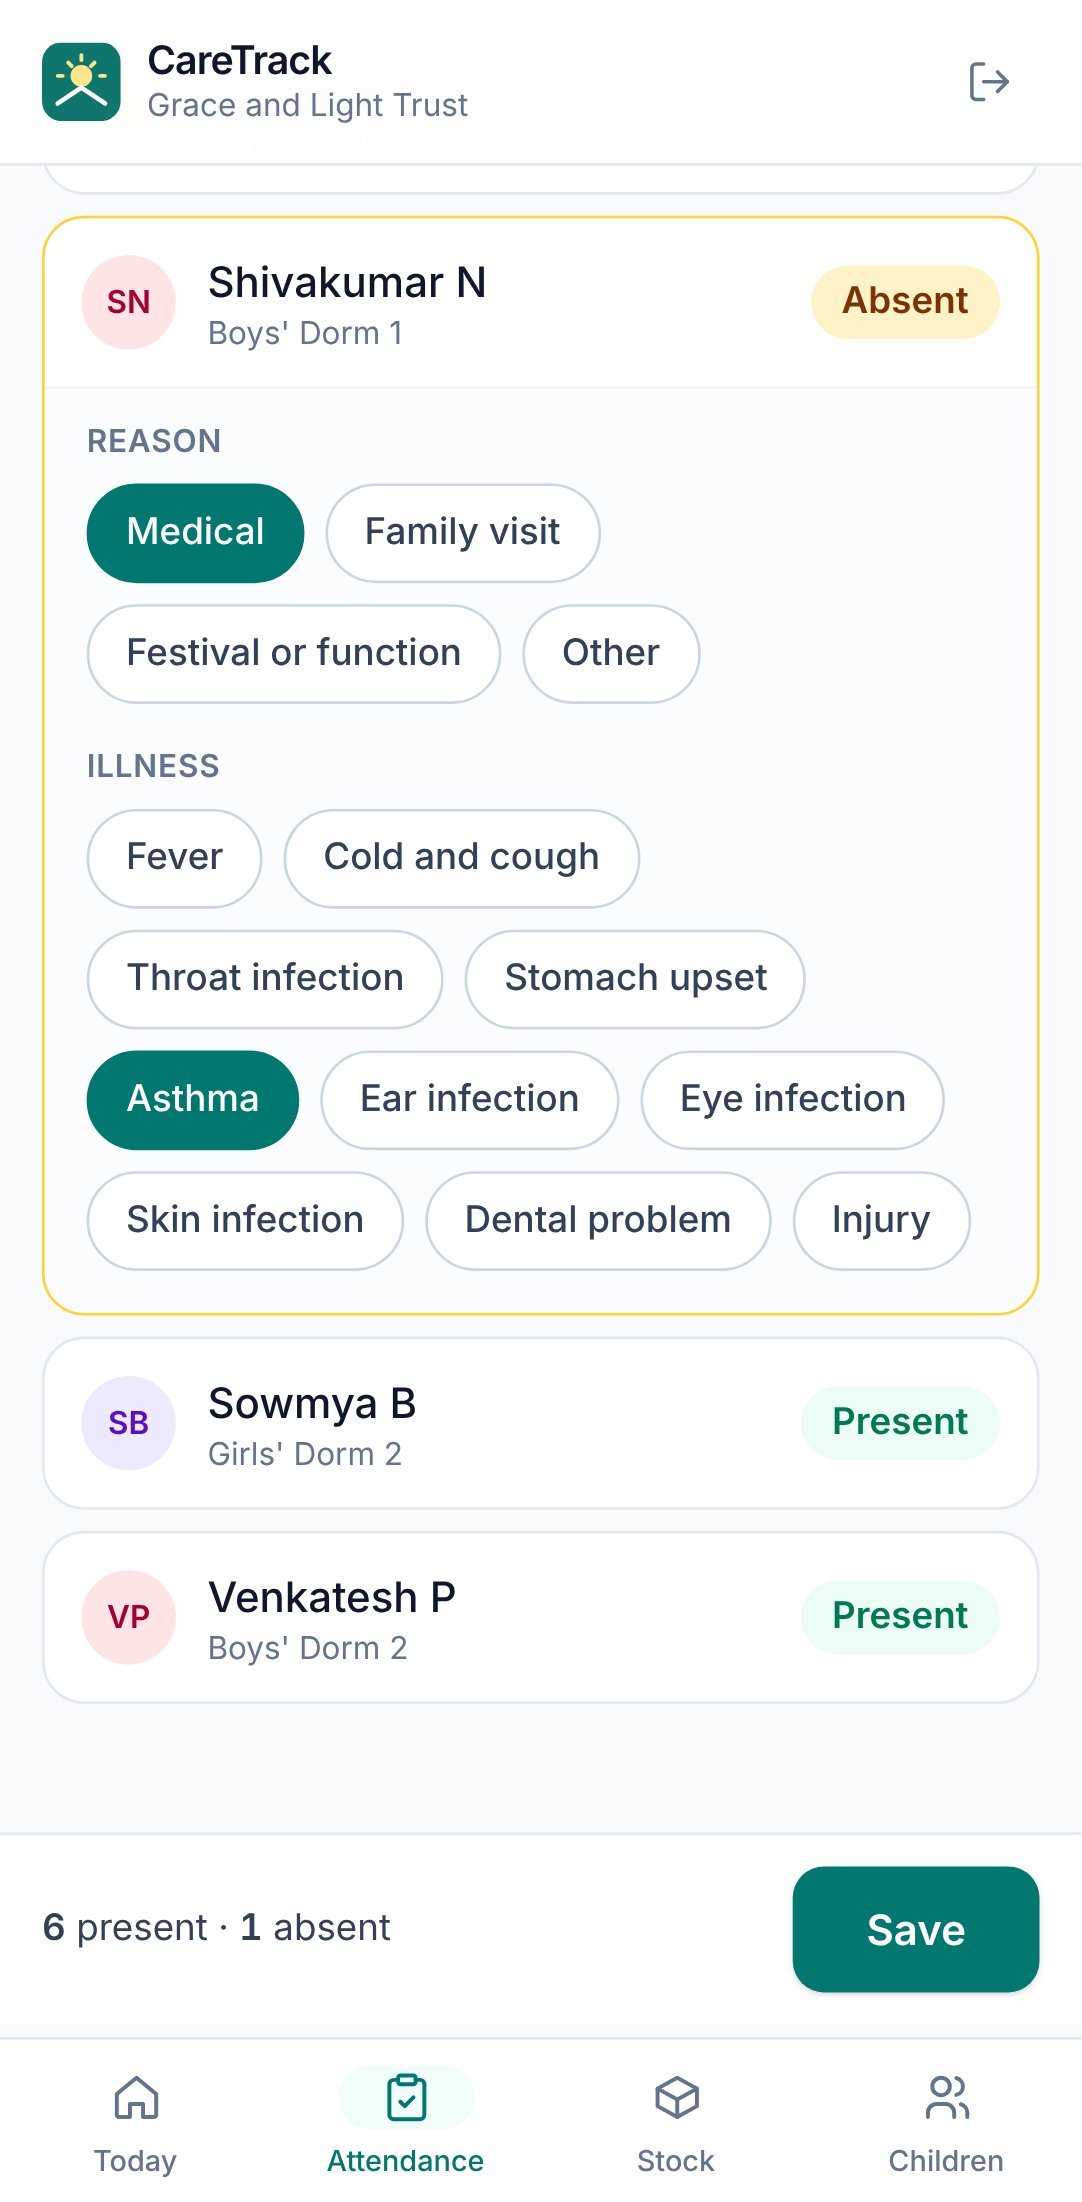 CareTrack
Grace and Light Trust
SN
Shivakumar N
Boys' Dorm 1
Absent
REASON
Medical
Family visit
Festival or function
Other
ILLNESS
Fever
Cold and cough
Throat infection
Stomach upset
Asthma
Ear infection
Eye infection
Skin infection
Dental problem
Injury
SB
Sowmya B
Girls' Dorm 2
Present
VP
Venkatesh P
Boys' Dorm 2
Present
6 present · 1 absent
Save
Today
Attendance
Stock
Children